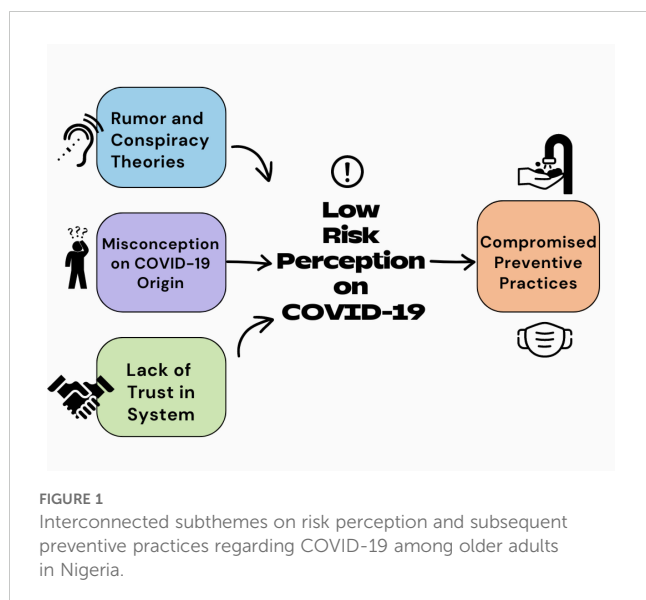 Rumor and
Conspiracy
Theories
???
Misconception
on COVID-19
Origin
Lack of
Trust in
System
!
Low
Risk
Perception
on
COVID-19
Compromised
Preventive
Practices
FIGURE 1
Interconnected subthemes on risk perception and subsequent
preventive practices regarding COVID-19 among older adults
in Nigeria.